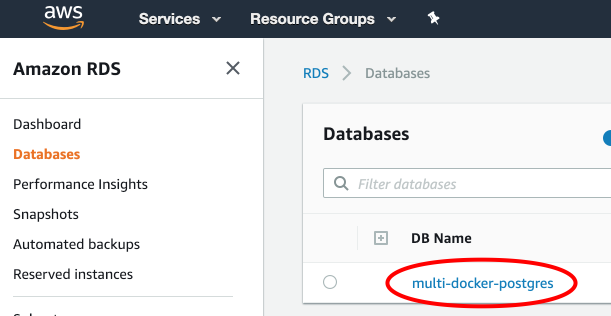 aws
Services
Resource Groups
Amazon RDS
Dashboard
Databases
Performance Insights
Snapshots
Automated backups
Reserved instances
RDS
Databases
Databases
Filter databases
DB Name
multi-docker-postgres